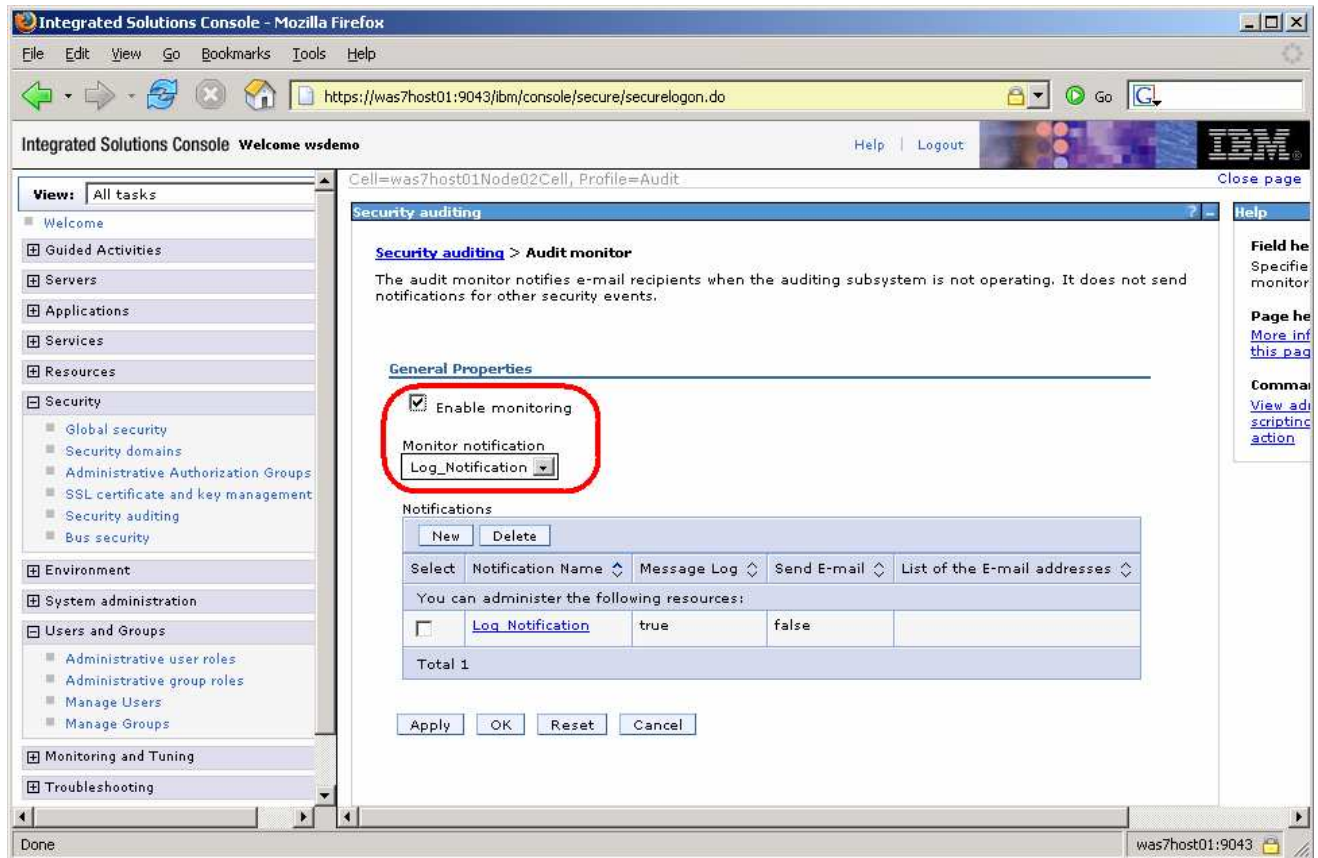 Integrated Solutions Console - Mozilla Firefox
File Edit View Go Bookmarks Tools Help
https://was7host01:9043/ibm/console/secure/securelogon.do
Go
G
Integrated Solutions Console Welcome wsdemo
Help | Logout
IBM®
View: All tasks
Welcome
Guided Activities
Servers
Applications
Services
Resources
Security
Global security
Security domains
Administrative Authorization Groups
SSL certificate and key management
Security auditing
Bus security
Environment
System administration
Users and Groups
Administrative user roles
Administrative group roles
Manage Users
Manage Groups
Monitoring and Tuning
Troubleshooting
Cell=was7host01Node02Cell, Profile=Audit
Close page
Security auditing ? -
Security auditing > Audit monitor
The audit monitor notifies e-mail recipients when the auditing subsystem is not operating. It does not send
notifications for other security events.
General Properties
Enable monitoring
Monitor notification
Log_Notification
Notifications
New Delete
Select Notification Name Message Log Send E-mail List of the E-mail addresses
You can administer the following resources:
Log_Notification true false
Total 1
Apply OK Reset Cancel
Help
Field he
Specifie
monitor
Page he
More inf
this pag
Comma
View adı
scripting
action
Done
was7host01:9043